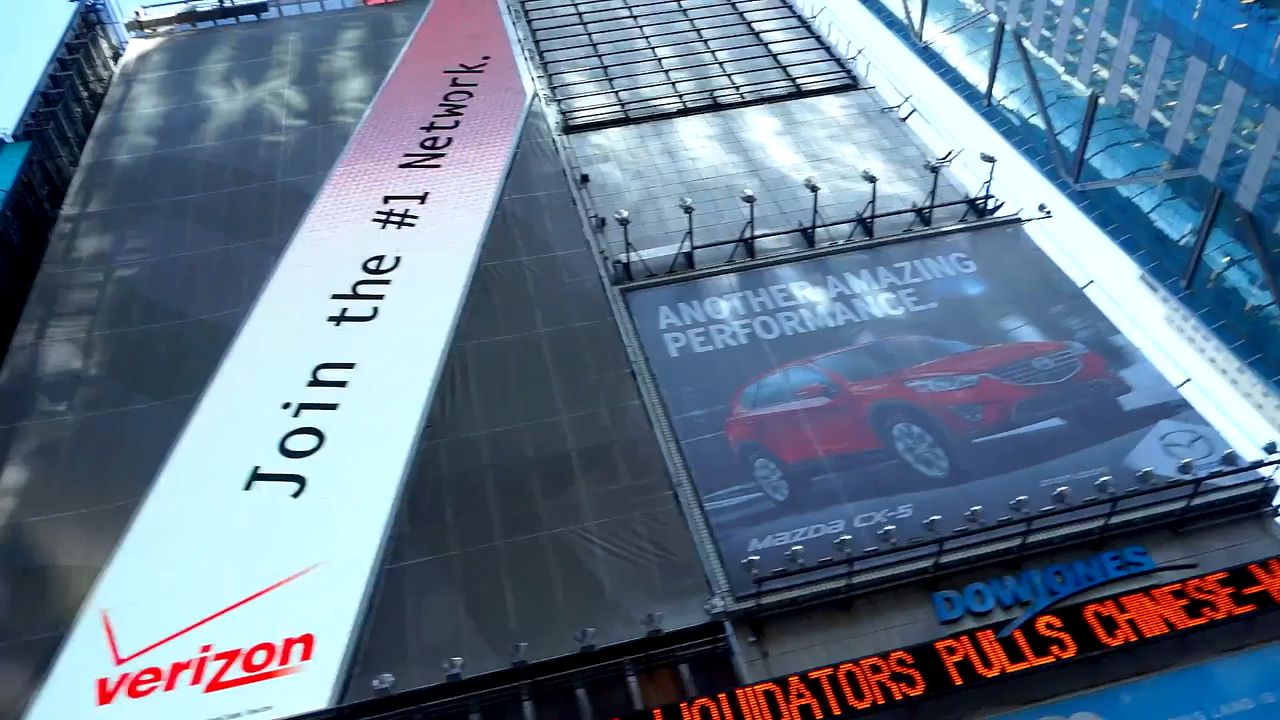 Join the #1 Network.
verizon
ANOTHER AMAZING
PERFORMANCE.
mazda CX-5
DOWJONES
LIQUIDATORS PULLS CHINESE-